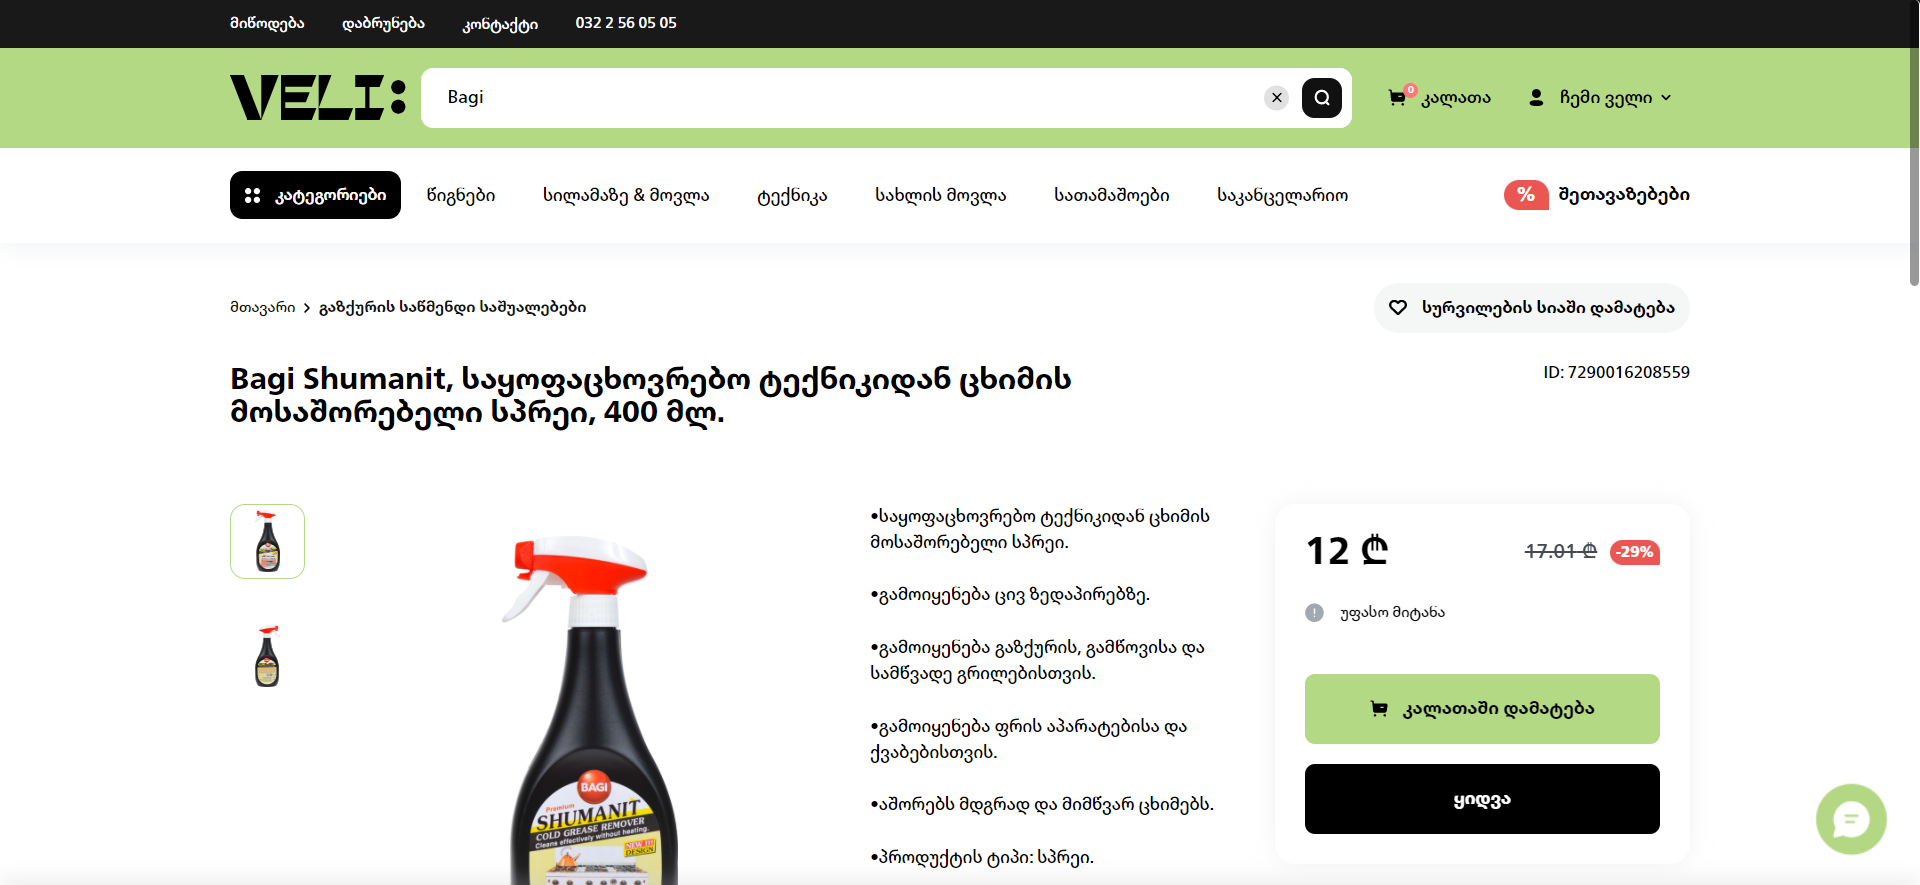 მიწოდება დაბრუნება კონტაქტი 032 2 56 05 05
VELI:
Bagi
0 კალათა ჩემი ველი
კატეგორიები წიგნები სილამაზე & მოვლა ტექნიკა სახლის მოვლა სათამაშოები საკანცელარიო % შეთავაზებები
მთავარი > გაზქურის საწმენდი საშუალებები
სურვილების სიაში დამატება
Bagi Shumanit, საყოფაცხოვრებო ტექნიკიდან ცხიმის
მოსაშორებელი სპრეი, 400 მლ.
ID: 7290016208559
•საყოფაცხოვრებო ტექნიკიდან ცხიმის
მოსაშორებელი სპრეი.
•გამოიყენება ცივ ზედაპირებზე.
•გამოიყენება გაზქურის, გამწოვისა და
სამწვადე გრილებისთვის.
•გამოიყენება ფრის აპარატებისა და
ქვაბებისთვის.
•აშორებს მდგრად და მიმწვარ ცხიმებს.
•პროდუქტის ტიპი: სპრეი.
12 ₾ 17.01 ₾ -29%
უფასო მიტანა
კალათაში დამატება
ყიდვა
BAGI
Premium
SHUMANIT
COLD GREASE REMOVER
Cleans effectively without heating.
NEW !!!
DESIGN